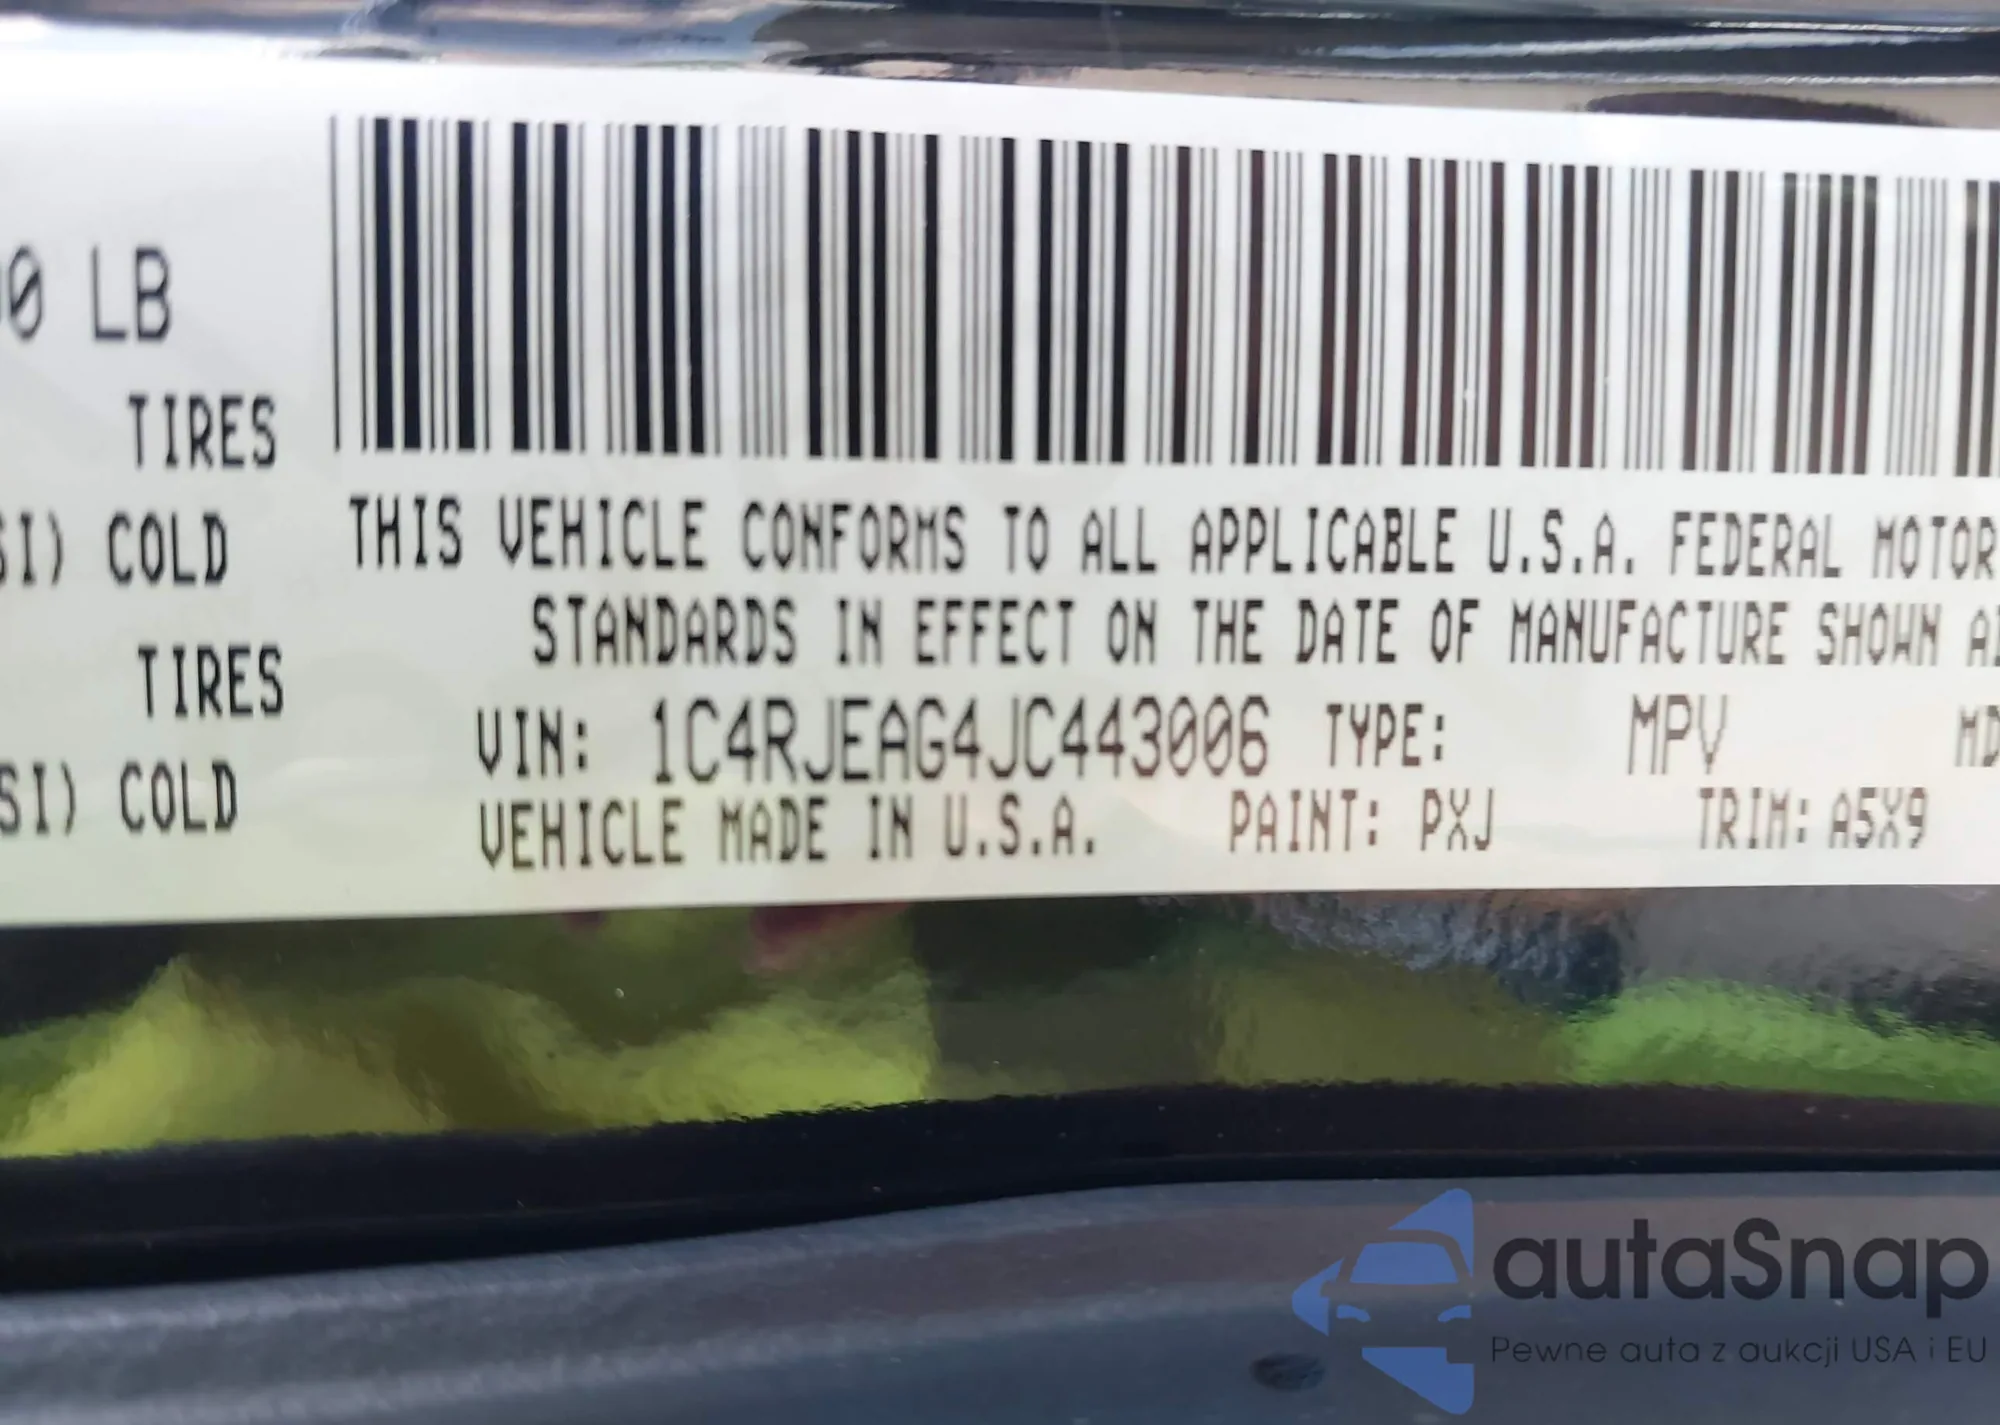 00 LB
TIRES
SI) COLD
TIRES
SI) COLD
THIS VEHICLE CONFORMS TO ALL APPLICABLE U.S.A. FEDERAL MOTOR
STANDARDS IN EFFECT ON THE DATE OF MANUFACTURE SHOWN
VIN: 1C4RJEAG4JC443006 TYPE: MPV MD
VEHICLE MADE IN U.S.A. PAINT: PXJ TRIM: A5X9
autaSnap
Pewne auta z aukcji USA i EU